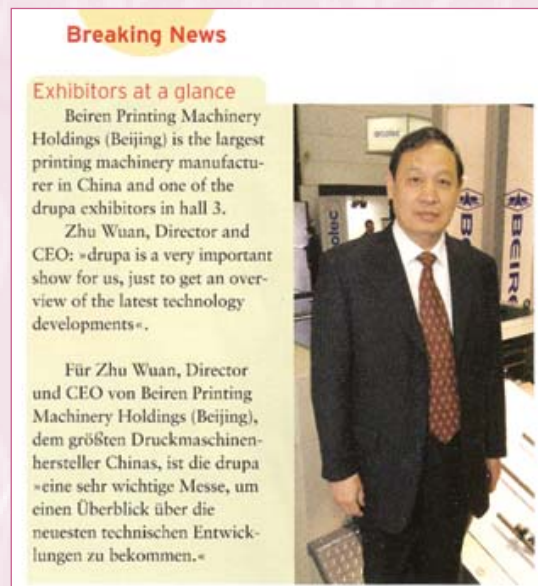 Breaking News
Exhibitors at a glance
Beiren Printing Machinery
Holdings (Beijing) is the largest
printing machinery manufactu-
rer in China and one of the
drupa exhibitors in hall 3.
Zhu Wuan, Director and
CEO: »drupa is a very important
show for us, just to get an over-
view of the latest technology
developments«.
Für Zhu Wuan, Director
und CEO von Beiren Printing
Machinery Holdings (Beijing),
dem größten Druckmaschinen-
hersteller Chinas, ist die drupa
»eine sehr wichtige Messe, um
einen Überblick über die
neuesten technischen Entwick-
lungen zu bekommen.«
BEIR